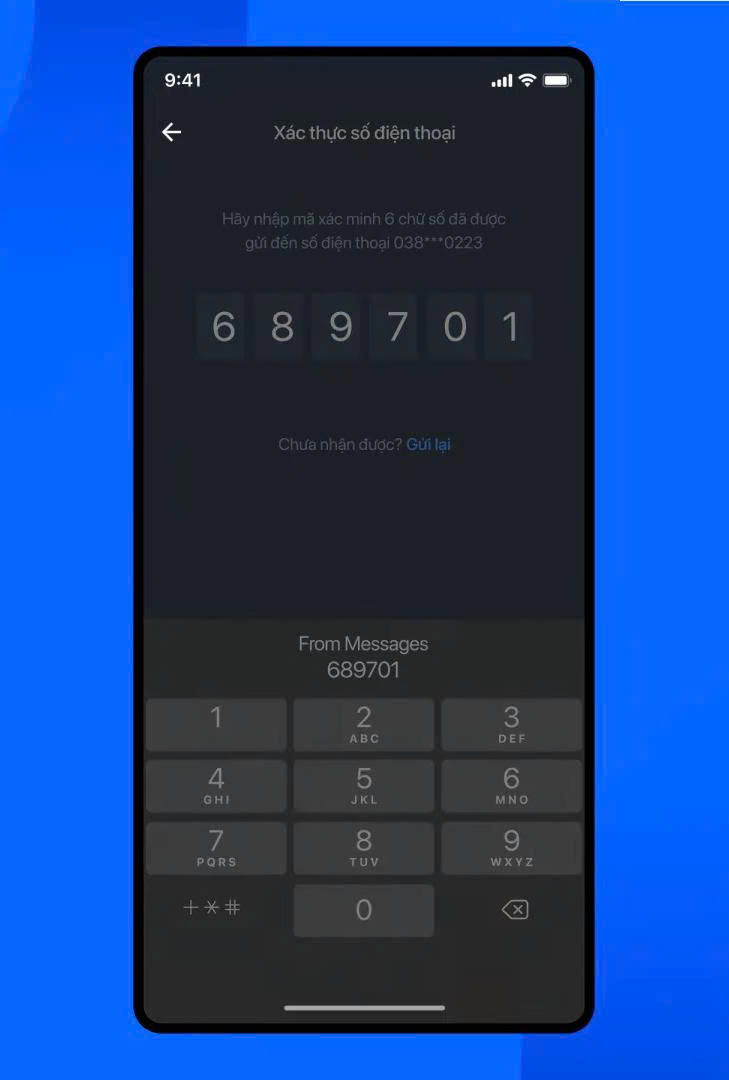 9:41
Xác thực số điện thoại
Hãy nhập mã xác minh 6 chữ số đã được
gửi đến số điện thoại 038***0223
6 8 9 7 0 1
Chưa nhận được? Gửi lại
From Messages
689701
1 2 3
ABC DEF
4 5 6
GHI JKL MNO
7 8 9
PQRS TUV WXYZ
+*# 0